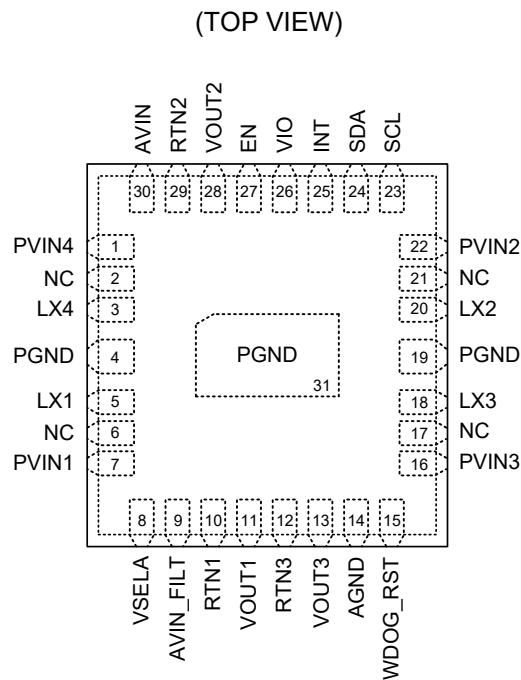 (TOP VIEW)
AVIN
RTN2
VOUT2
EN
VIO
INT
SDA
SCL
30 29 28 27 26 25 24 23
PVIN4 1 22 PVIN2
NC 2 21 NC
LX4 3 20 LX2
PGND 4 PGND 19 PGND
31
LX1 5 18 LX3
NC 6 17 NC
PVIN1 7 16 PVIN3
8 9 10 11 12 13 14 15
VSELA
AVIN_FILT
RTN1
VOUT1
RTN3
VOUT3
AGND
WDOG_RST